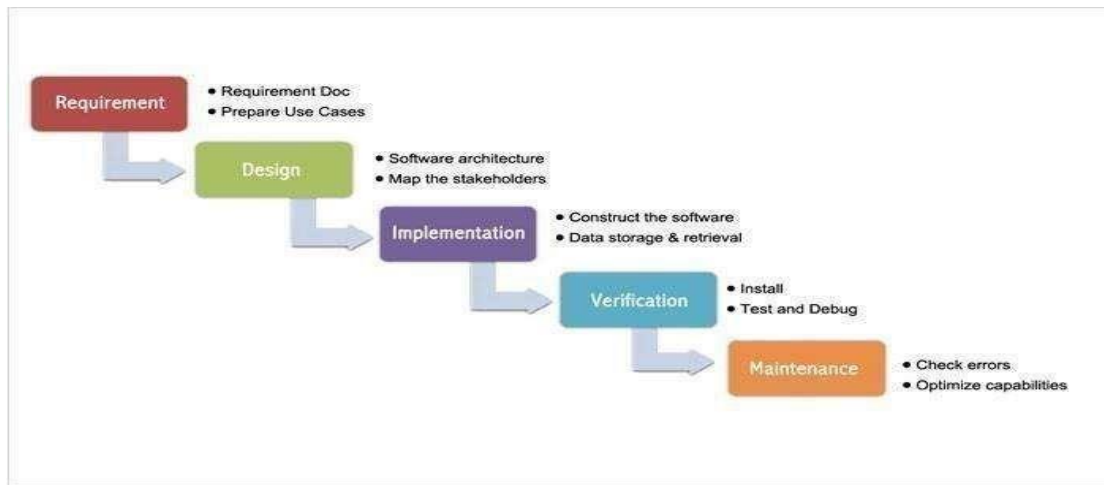 Requirement
• Requirement Doc
• Prepare Use Cases
Design
• Software architecture
• Map the stakeholders
Implementation
• Construct the software
• Data storage & retrieval
Verification
• Install
• Test and Debug
Maintenance
• Check errors
• Optimize capabilities